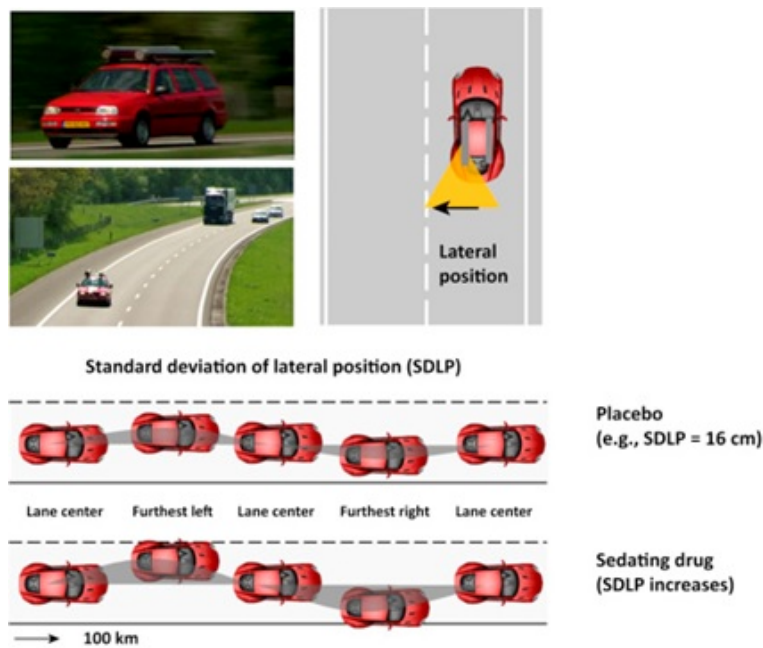 Lateral
position
Standard deviation of lateral position (SDLP)
Placebo
(e.g., SDLP = 16 cm)
Lane center Furthest left Lane center Furthest right Lane center
Sedating drug
(SDLP increases)
100 km